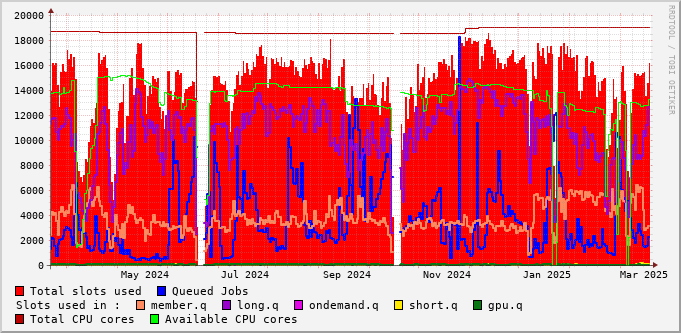 20000
18000
16000
14000
12000
10000
8000
6000
4000
2000
0
May 2024 Jul 2024 Sep 2024 Nov 2024 Jan 2025 Mar 2025
Total slots used Queued Jobs
Slots used in : member.q long.q ondemand.q short.q gpu.q
Total CPU cores Available CPU cores
RRDTOOL / TOBI OETIKER